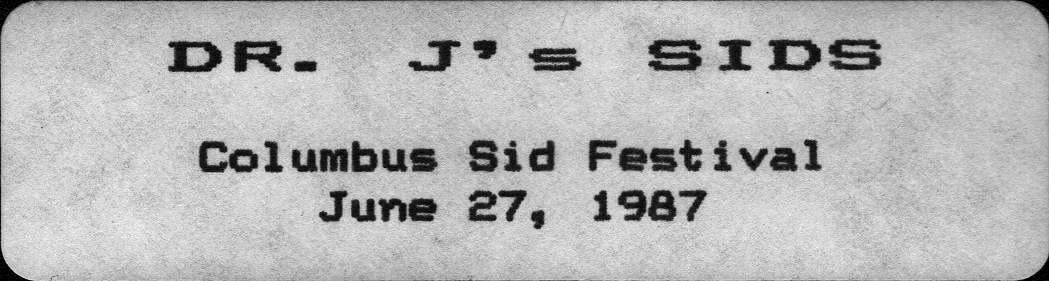 DR. J's SIDS
Columbus Sid Festival
June 27, 1987